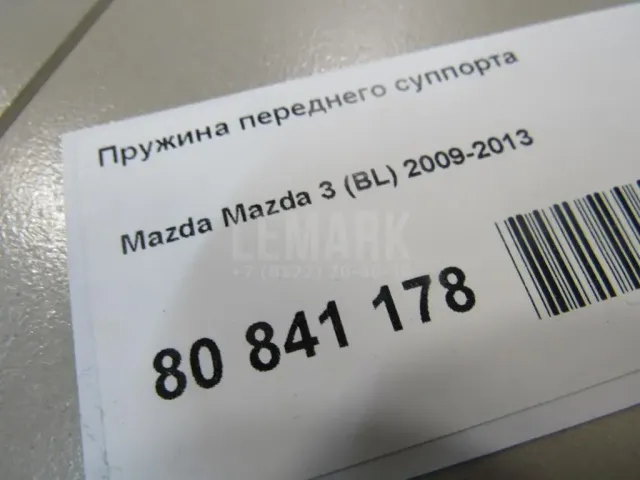 Пружина переднего суппорта
Mazda Mazda 3 (BL) 2009-2013
LEMARK
80 841 178